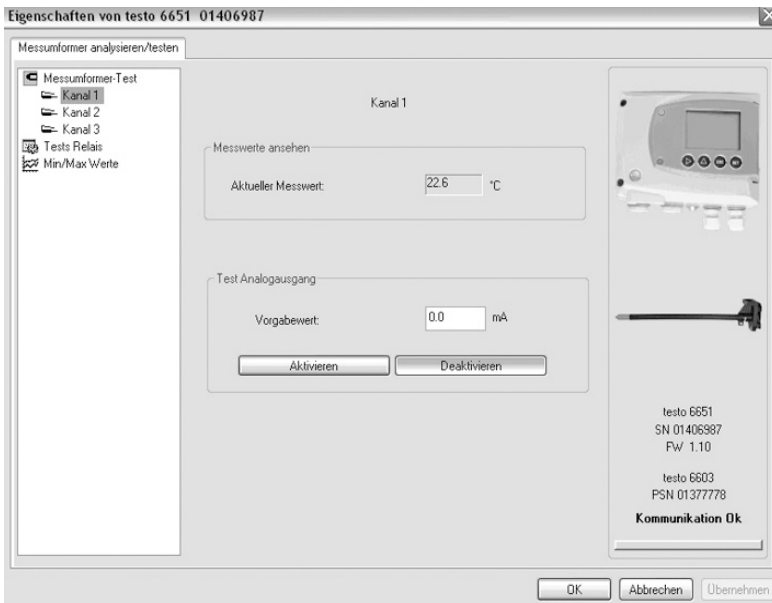 Eigenschaften von testo 6651 01406987
Messumformer analysieren/testen
Messumformer-Test
Kanal 1
Kanal 2
Kanal 3
Tests Relais
Min/Max Werte
Kanal 1
Messwerte ansehen
Aktueller Messwert: 22.6 °C
Test Analogausgang
Vorgabewert: 0.0 mA
Aktivieren Deaktivieren
testo 6651
SN 01406987
FW 1.10
testo 6603
PSN 01377778
Kommunikation Ok
OK Abbrechen Übernehmen